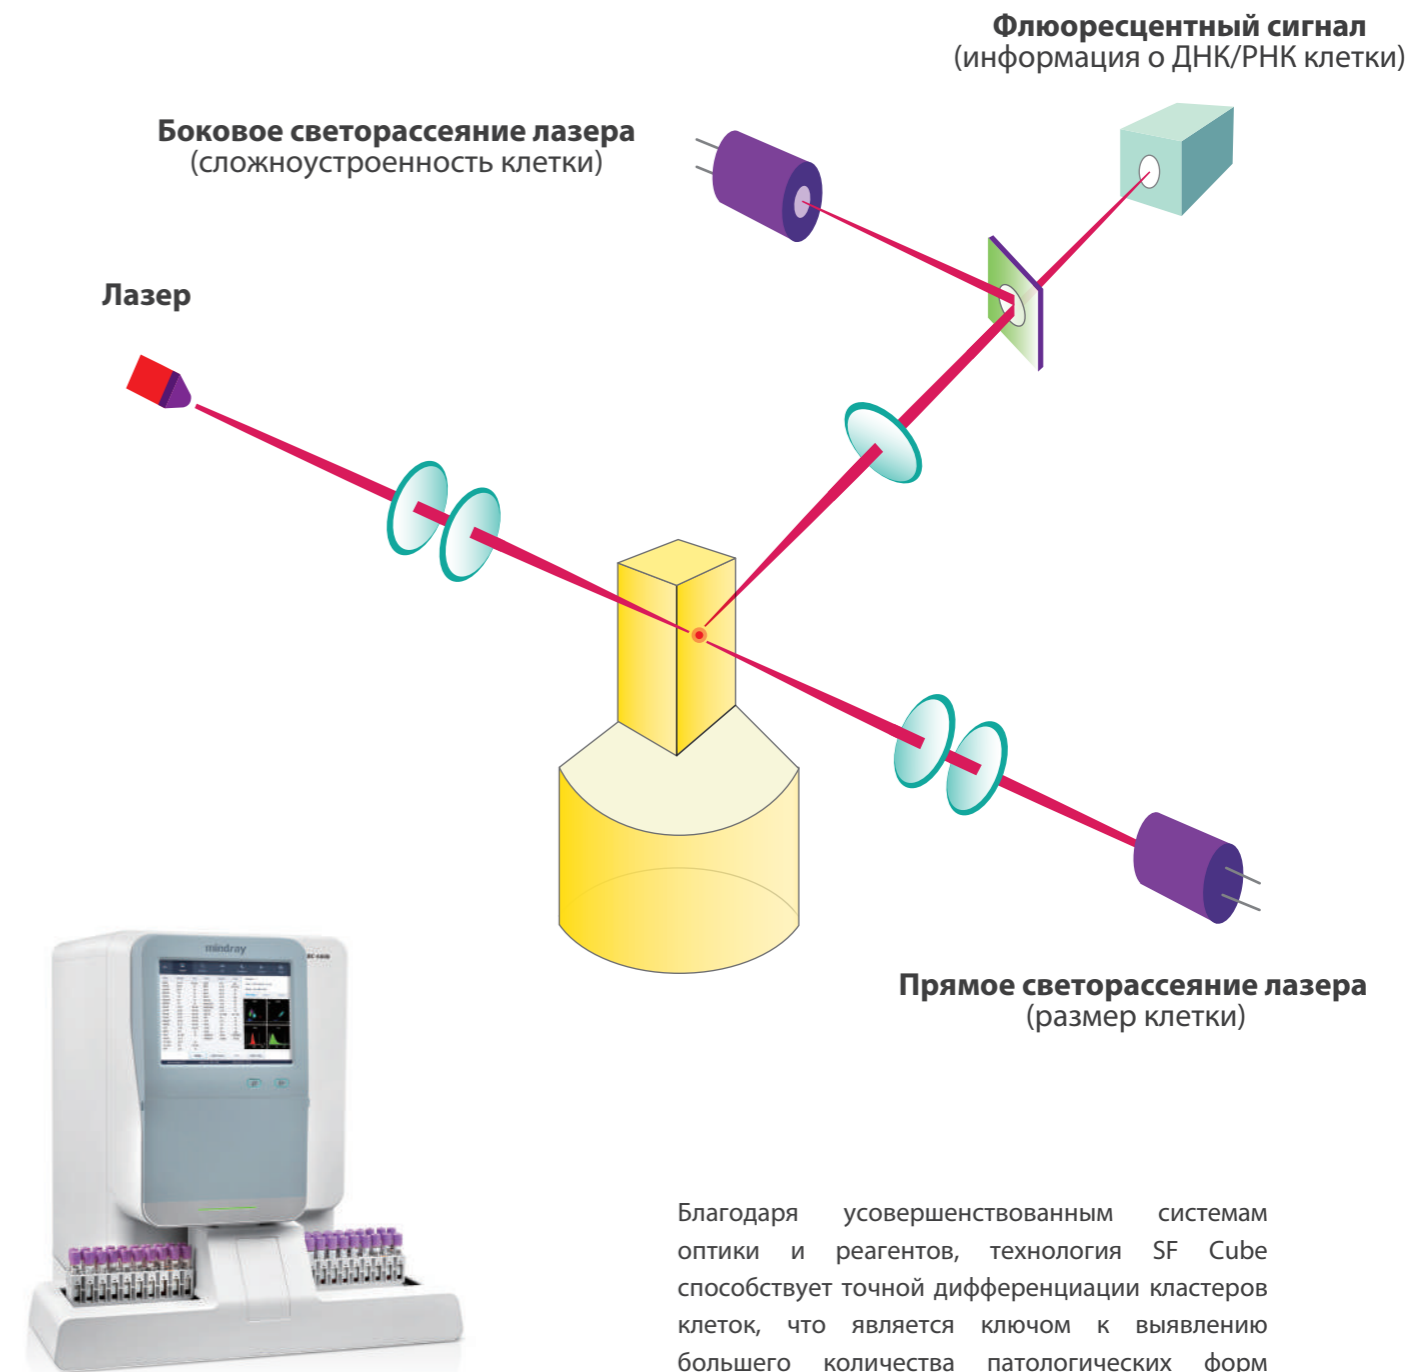 Флюоресцентный сигнал
(информация о ДНК/РНК клетки)
Боковое светорассеяние лазера
(сложноустроенность клетки)
Лазер
Прямое светорассеяние лазера
(размер клетки)
mindray
Благодаря усовершенствованным системам
оптики и реагентов, технология SF Cube
способствует точной дифференциации кластеров
клеток, что является ключом к выявлению
большего количества патологических форм